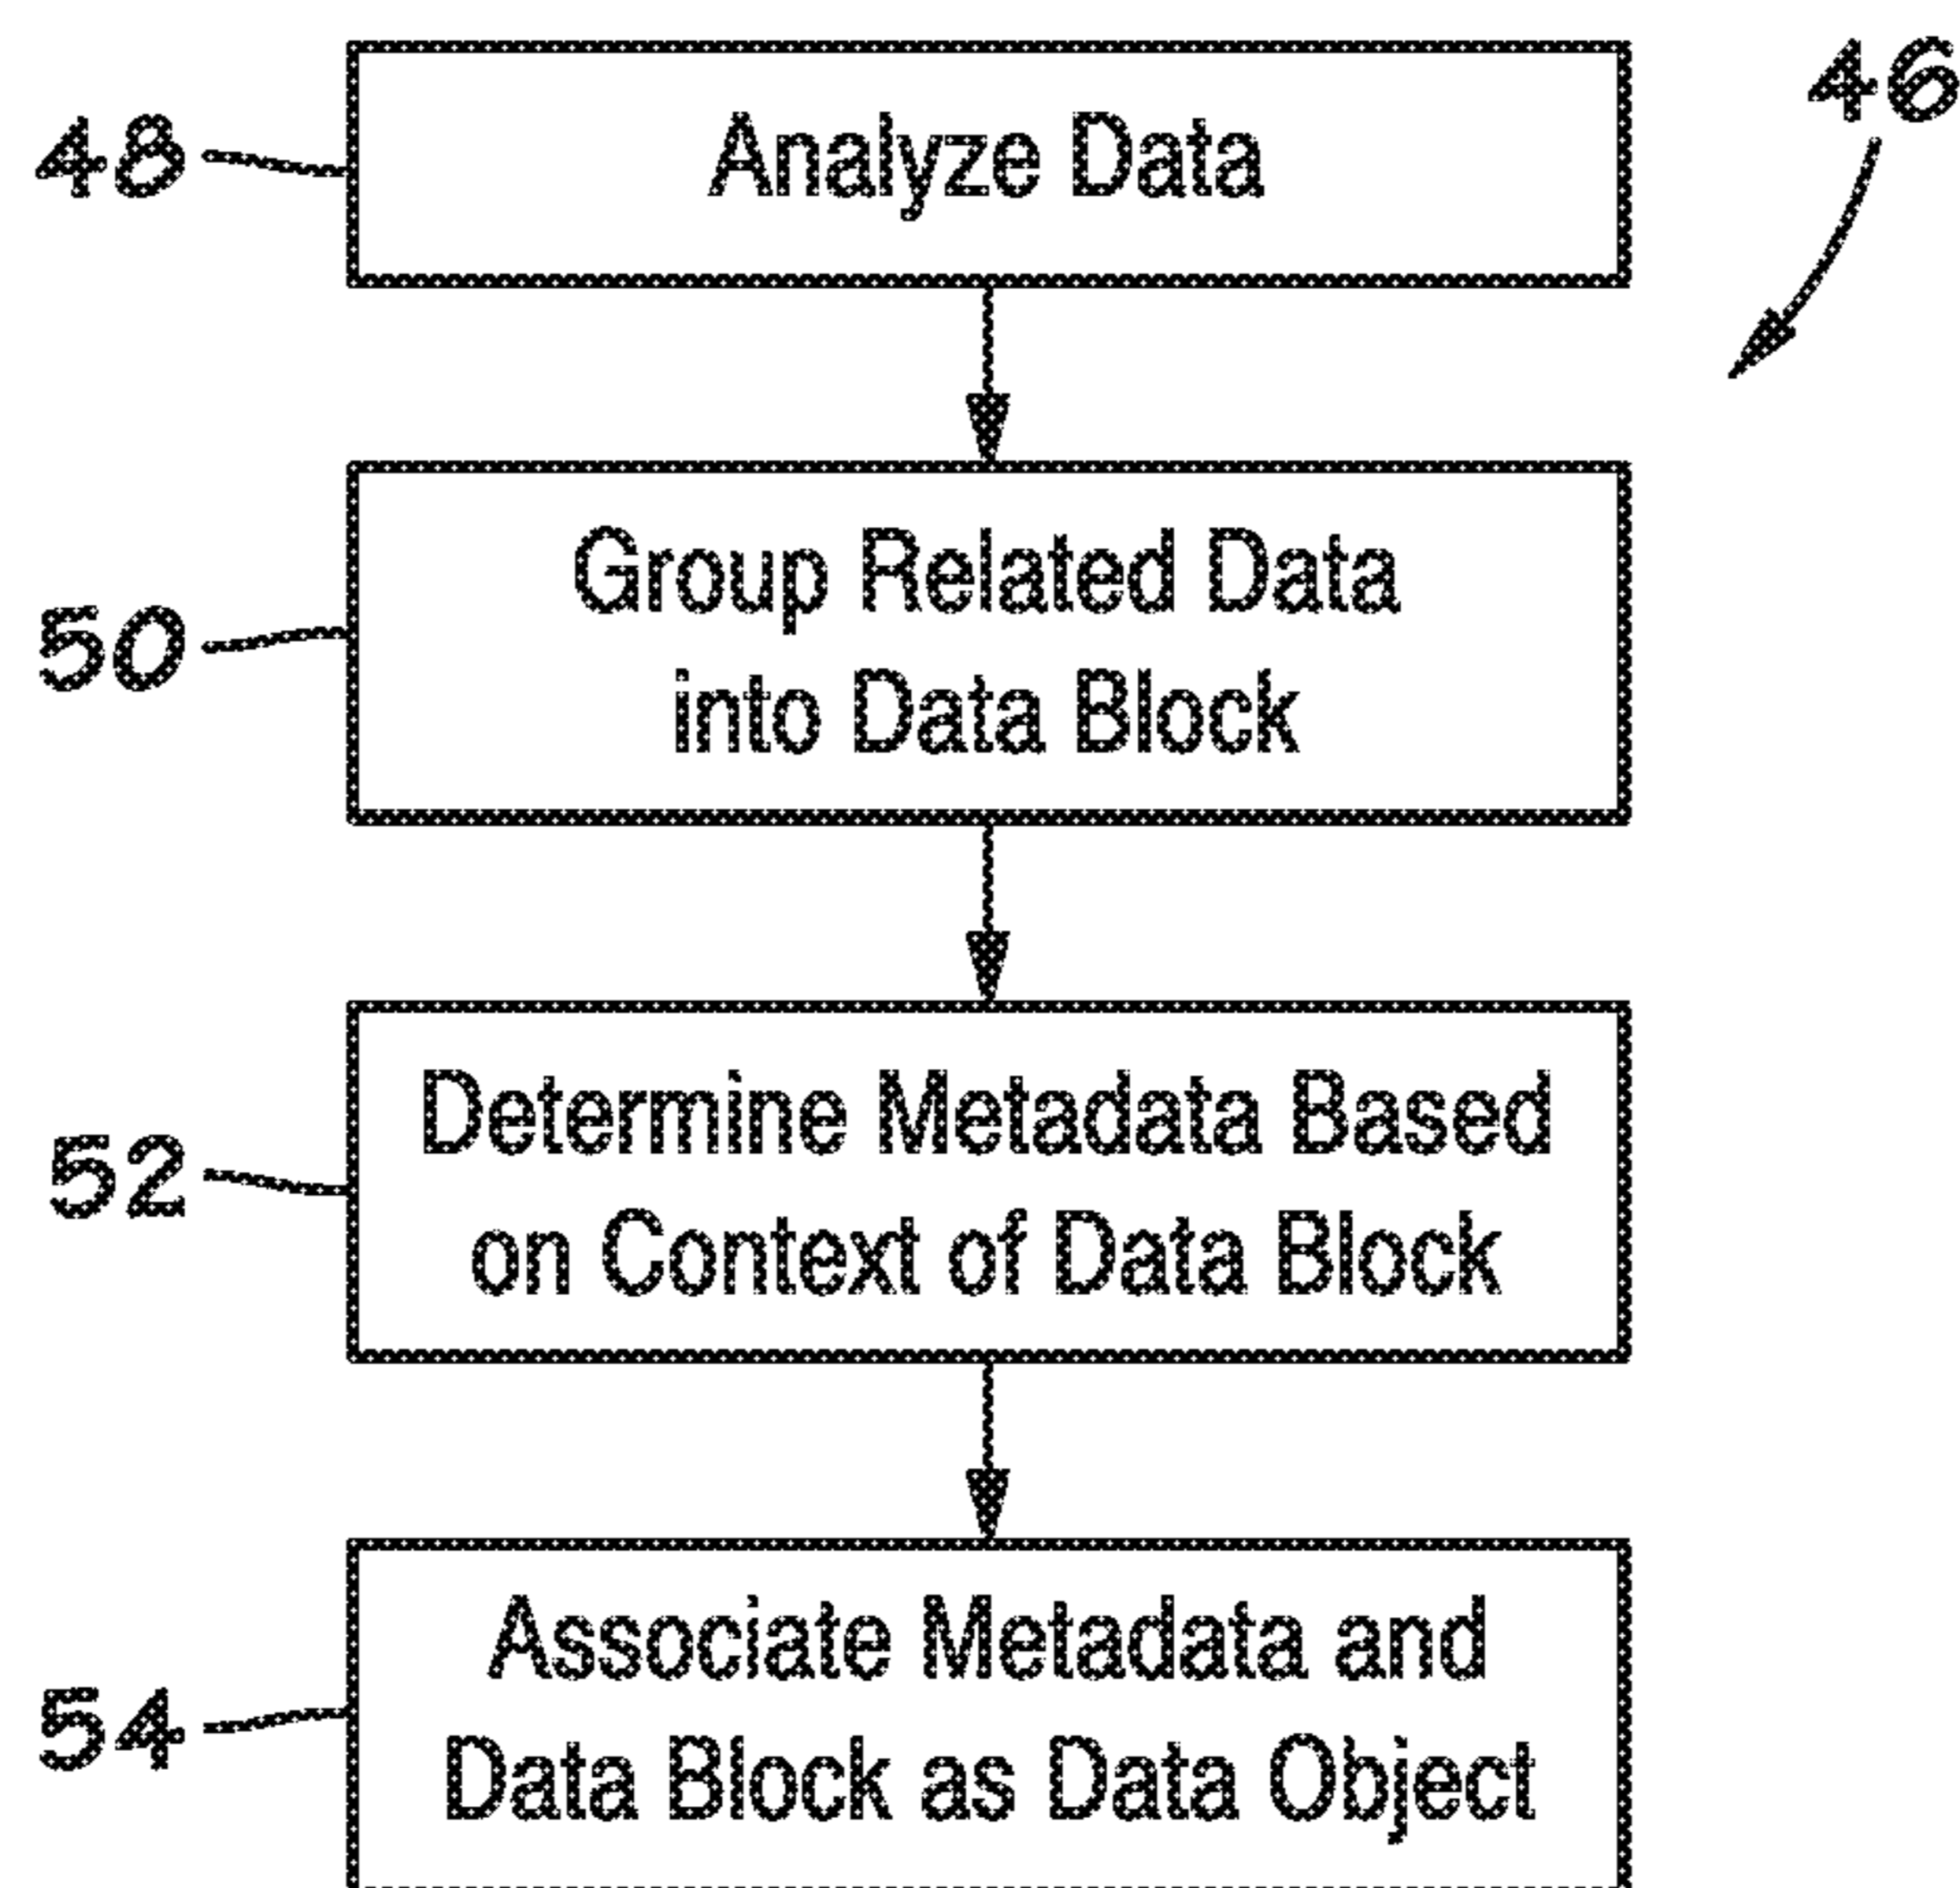 46
48
Analyze Data
50
Group Related Data
into Data Block
52
Determine Metadata Based
on Context of Data Block
54
Associate Metadata and
Data Block as Data Object